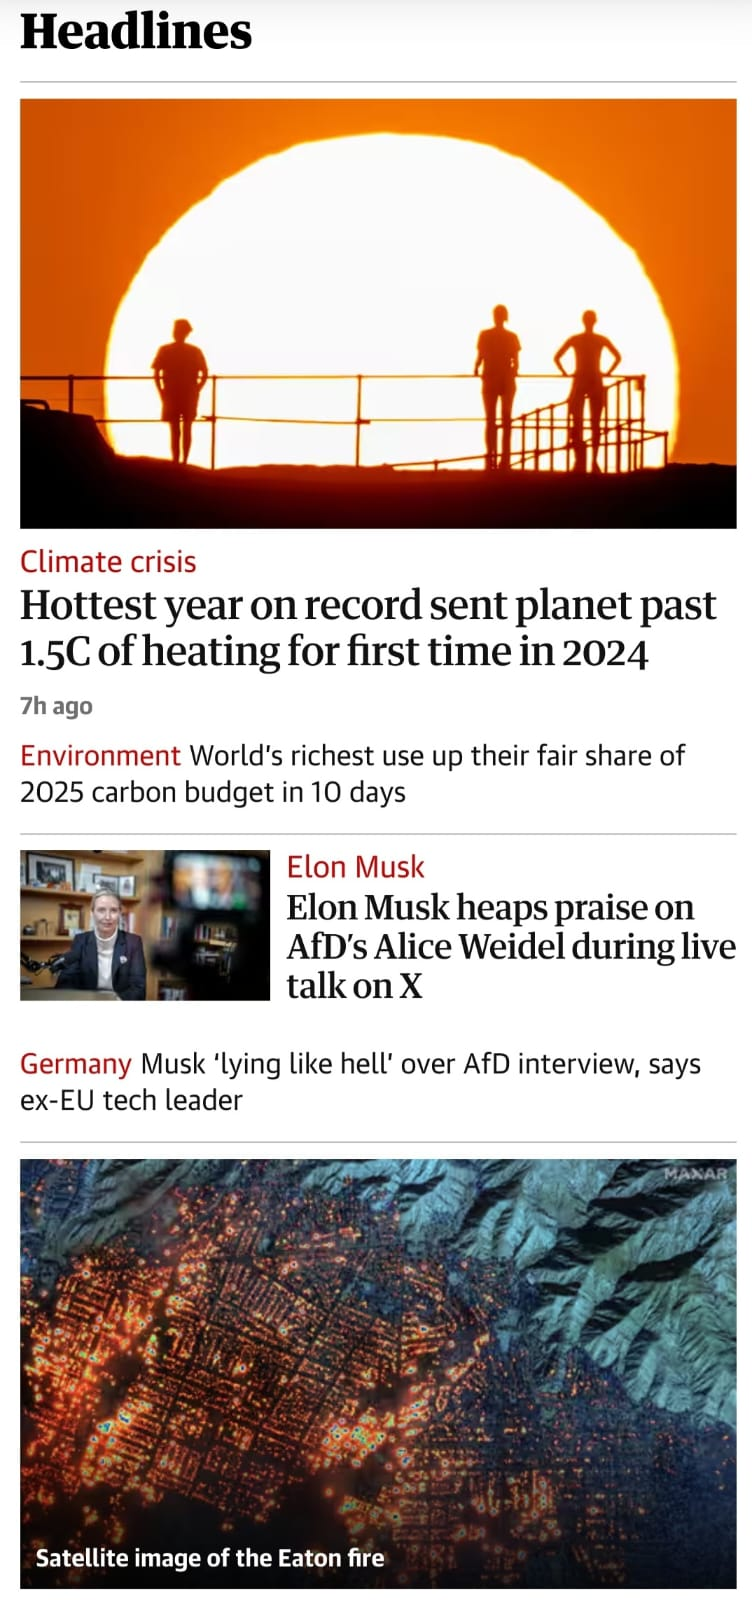 Headlines
Climate crisis
Hottest year on record sent planet past
1.5C of heating for first time in 2024
7h ago
Environment World's richest use up their fair share of
2025 carbon budget in 10 days
Elon Musk
Elon Musk heaps praise on
AfD’s Alice Weidel during live
talk on X
Germany Musk ‘lying like hell’ over AfD interview, says
ex-EU tech leader
MAXAR
Satellite image of the Eaton fire